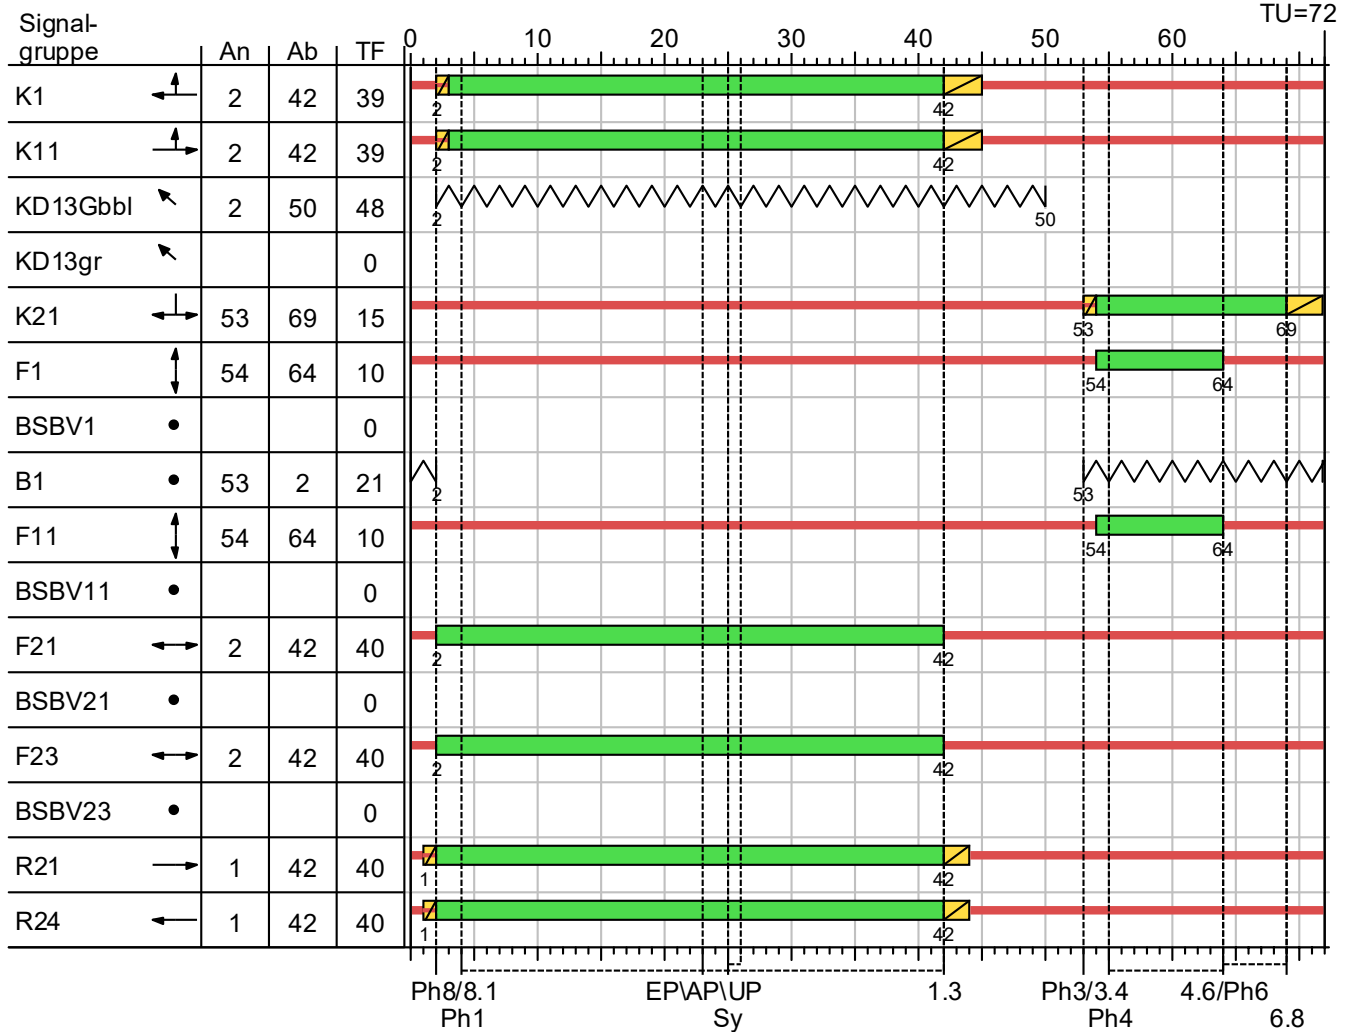 TU=72
Signal-
gruppe An Ab TF 0 10 20 30 40 50 60
K1 2 42 39 2 42
K11 2 42 39 2 42
KD13Gbbl 2 50 48 2 50
KD13gr 0
K21 53 69 15 53 69
F1 54 64 10 54 64
BSBV1 0
B1 53 2 21 2 53
F11 54 64 10 54 64
BSBV11 0
F21 2 42 40 2 42
BSBV21 0
F23 2 42 40 2 42
BSBV23 0
R21 1 42 40 1 42
R24 1 42 40 1 42
Ph8/8.1 EP\AP\UP 1.3 Ph3/3.4 4.6/Ph6
Ph1 Sy Ph4 6.8